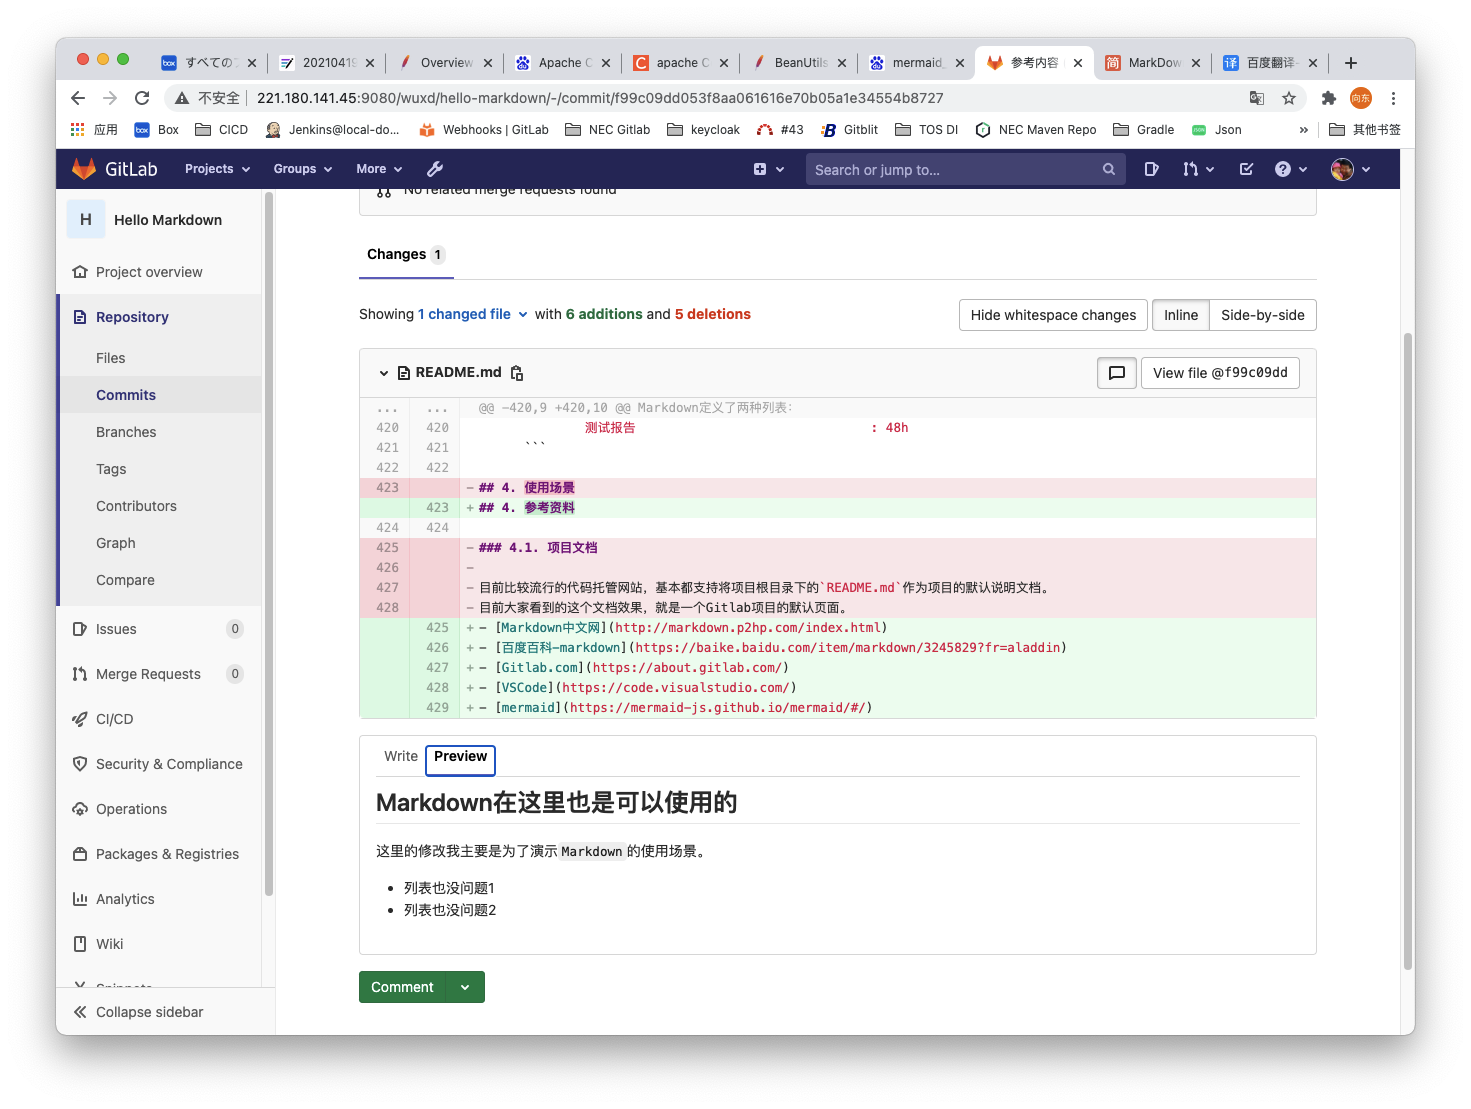 すべてのフ
20210419
Overview
Apache C
apache C
BeanUtils
mermaid_
参考内容
MarkDow
百度翻译-
不安全 221.180.141.45:9080/wuxd/hello-markdown/-/commit/f99c09dd053f8aa061616e70b05a1e34554b8727
向东
应用 Box CICD Jenkins@local-do... Webhooks | GitLab NEC Gitlab keycloak #43 Gitblit TOS DI NEC Maven Repo Gradle Json » 其他书签
GitLab Projects Groups More Search or jump to...
H Hello Markdown
Project overview
Repository
Files
Commits
Branches
Tags
Contributors
Graph
Compare
Issues 0
Merge Requests 0
CI/CD
Security & Compliance
Operations
Packages & Registries
Analytics
Wiki
Snippets
Collapse sidebar
No related merge requests found
Changes 1
Showing 1 changed file with 6 additions and 5 deletions
Hide whitespace changes Inline Side-by-side
README.md View file @f99c09dd
... ... @@ -420,9 +420,10 @@ Markdown定义了两种列表:
420 420 测试报告 : 48h
421 421 ```
422 422
423 - ## 4. 使用场景
423 + ## 4. 参考资料
424 424
425 - ### 4.1. 项目文档
426 -
427 - 目前比较流行的代码托管网站，基本都支持将项目根目录下的`README.md`作为项目的默认说明文档。
428 - 目前大家看到的这个文档效果，就是一个Gitlab项目的默认页面。
425 + - [Markdown中文网](http://markdown.p2hp.com/index.html)
426 + - [百度百科-markdown](https://baike.baidu.com/item/markdown/3245829?fr=aladdin)
427 + - [Gitlab.com](https://about.gitlab.com/)
428 + - [VSCode](https://code.visualstudio.com/)
429 + - [mermaid](https://mermaid-js.github.io/mermaid/#/)
Write Preview
Markdown在这里也是可以使用的
这里的修改我主要是为了演示 Markdown 的使用场景。
• 列表也没问题1
• 列表也没问题2
Comment